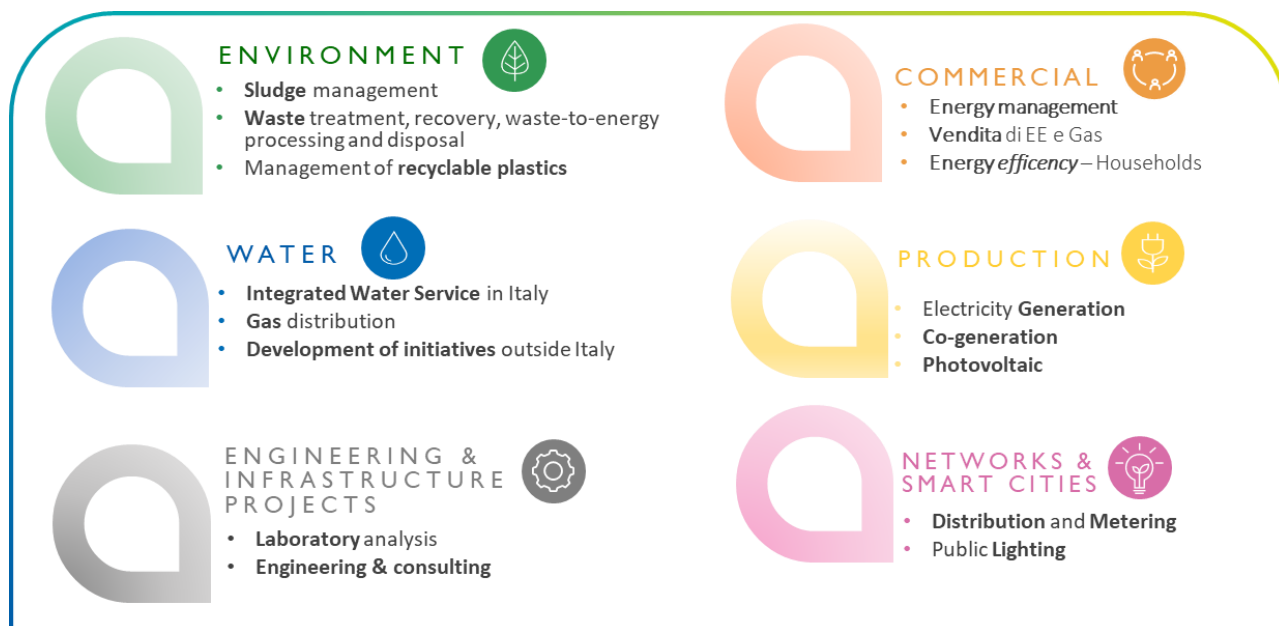 ENVIRONMENT
• Sludge management
• Waste treatment, recovery, waste-to-energy
processing and disposal
• Management of recyclable plastics
WATER
• Integrated Water Service in Italy
• Gas distribution
• Development of initiatives outside Italy
ENGINEERING &
INFRASTRUCTURE
PROJECTS
• Laboratory analysis
• Engineering & consulting
COMMERCIAL
• Energy management
• Vendita di EE e Gas
• Energy efficency – Households
PRODUCTION
• Electricity Generation
• Co-generation
• Photovoltaic
NETWORKS &
SMART CITIES
• Distribution and Metering
• Public Lighting